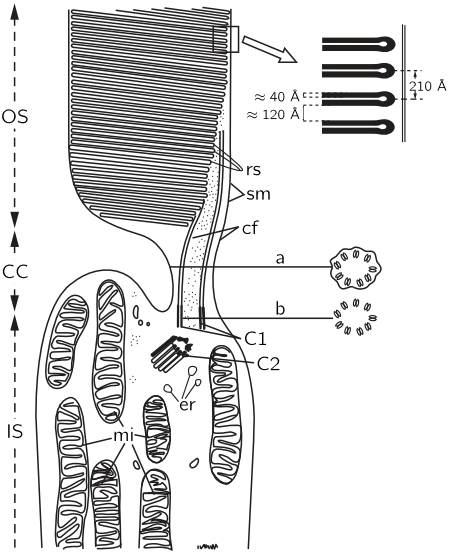 OS
CC
IS
≈ 40 Å
≈ 120 Å
210 Å
rs
sm
cf
a
b
C1
C2
er
mi